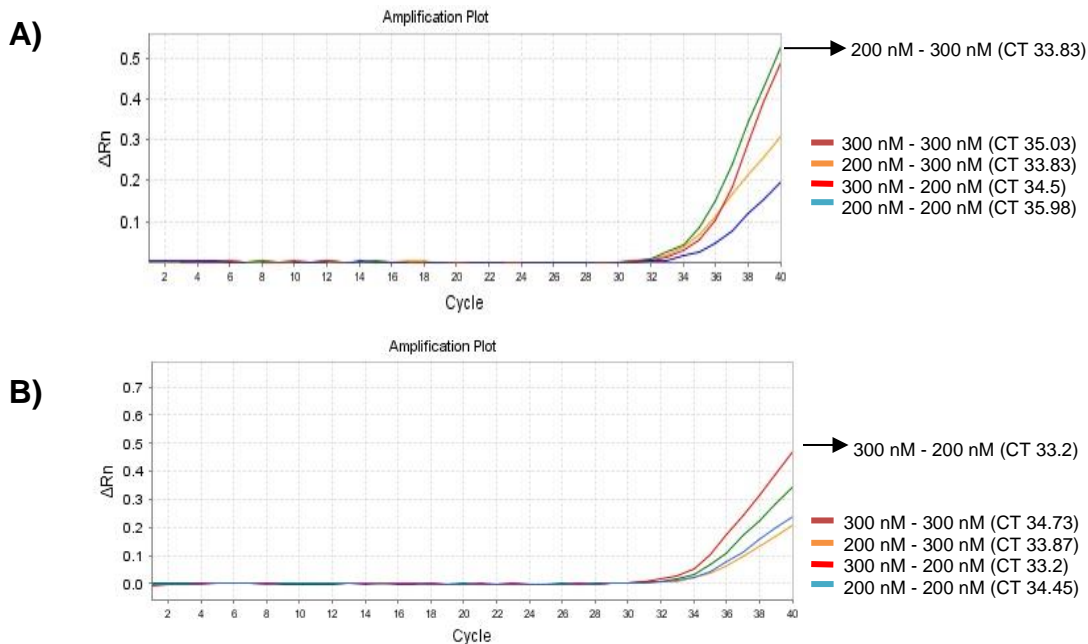 Amplification Plot
A)
ΔRn
0.5
0.4
0.3
0.2
0.1
2 4 6 8 10 12 14 16 18 20 22 24 26 28 30 32 34 36 38 40
Cycle
200 nM - 300 nM (CT 33.83)
300 nM - 300 nM (CT 35.03)
200 nM - 300 nM (CT 33.83)
300 nM - 200 nM (CT 34.5)
200 nM - 200 nM (CT 35.98)
Amplification Plot
B)
ΔRn
0.7
0.6
0.5
0.4
0.3
0.2
0.1
0.0
2 4 6 8 10 12 14 16 18 20 22 24 26 28 30 32 34 36 38 40
Cycle
300 nM - 200 nM (CT 33.2)
300 nM - 300 nM (CT 34.73)
200 nM - 300 nM (CT 33.87)
300 nM - 200 nM (CT 33.2)
200 nM - 200 nM (CT 34.45)